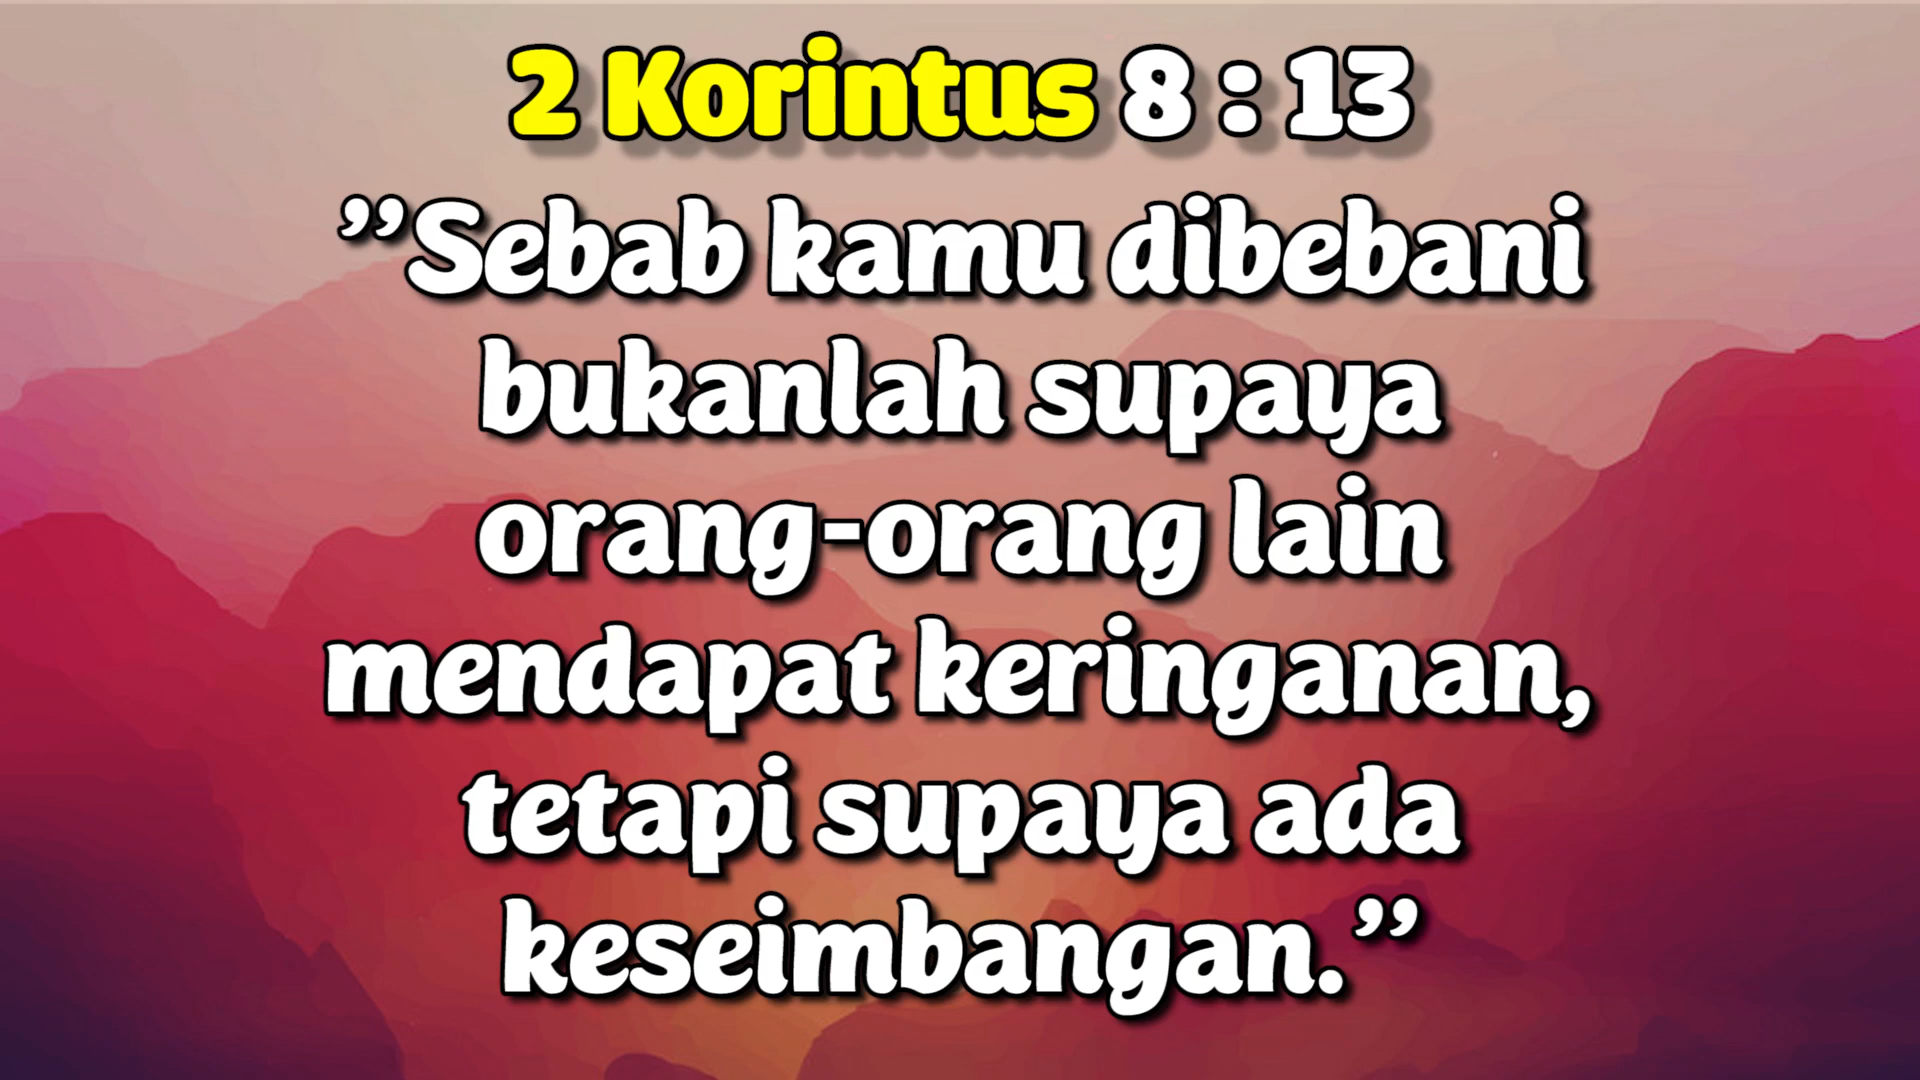 2 Korintus 8 : 13
”Sebab kamu dibebani
bukanlah supaya
orang-orang lain
mendapat keringanan,
tetapi supaya ada
keseimbangan.”